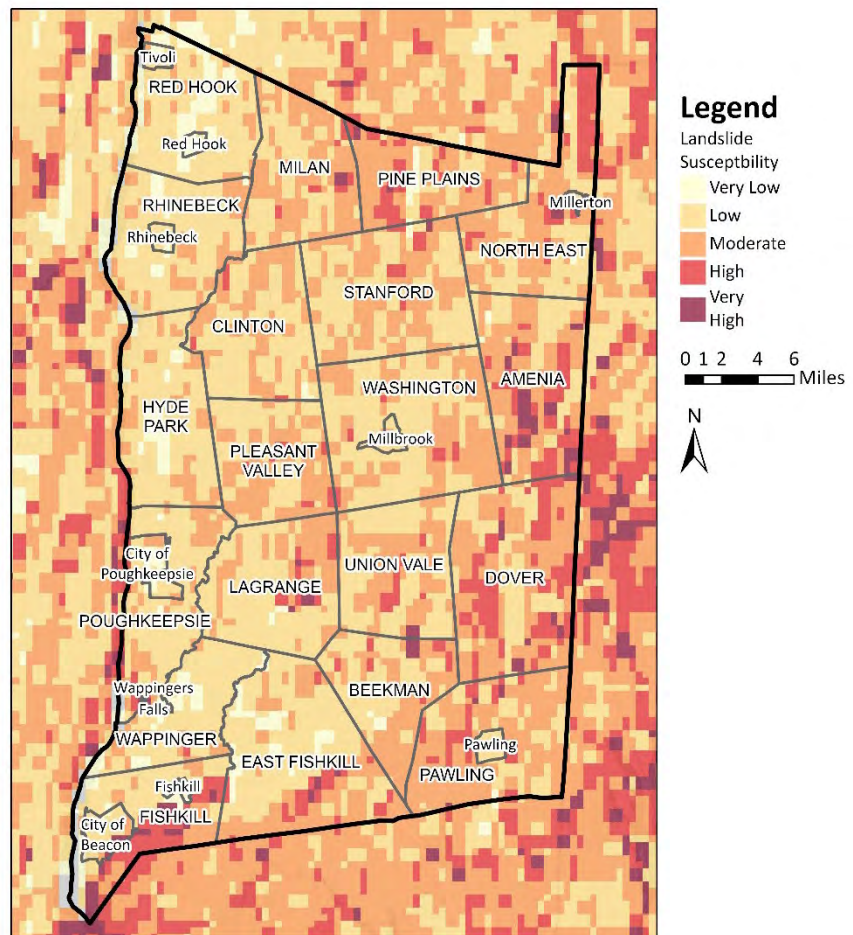 Tivoli
RED HOOK
Red Hook
MILAN
PINE PLAINS
RHINEBECK
Millerton
Rhinebeck
NORTH EAST
STANFORD
CLINTON
WASHINGTON
AMENIA
HYDE
PARK
Millbrook
PLEASANT
VALLEY
City of
Poughkeepsie
UNION VALE
LAGRANGE
DOVER
POUGHKEEPSIE
Wappingers
Falls
BEEKMAN
WAPPINGER
Pawling
EAST FISHKILL
PAWLING
Fishkill
FISHKILL
City of
Beacon
Legend
Landslide
Susceptbility
Very Low
Low
Moderate
High
Very
High
0 1 2 4 6
Miles
N